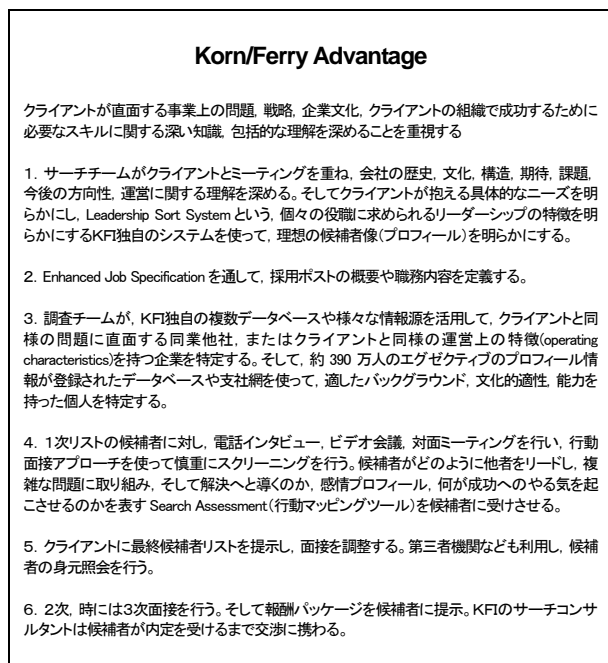 Korn/Ferry Advantage
クライアントが直面する事業上の問題, 戦略, 企業文化, クライアントの組織で成功するために
必要なスキルに関する深い知識, 包括的な理解を深めることを重視する
1. サーチチームがクライアントとミーティングを重ね, 会社の歴史, 文化, 構造, 期待, 課題,
今後の方向性, 運営に関する理解を深める。そしてクライアントが抱える具体的なニーズを明
らかにし, Leadership Sort System という, 個々の役職に求められるリーダーシップの特徴を明
らかにするKFI独自のシステムを使って, 理想の候補者像(プロフィール)を明らかにする。
2. Enhanced Job Specification を通して, 採用ポストの概要や職務内容を定義する。
3. 調査チームが, KFI独自の複数データベースや様々な情報源を活用して, クライアントと同
様の問題に直面する同業他社, またはクライアントと同様の運営上の特徴(operating
characteristics)を持つ企業を特定する。そして, 約 390 万人のエグゼクティブのプロフィール情
報が登録されたデータベースや支社網を使って, 適したバックグラウンド, 文化的適性, 能力を
持った個人を特定する。
4. 1次リストの候補者に対し, 電話インタビュー, ビデオ会議, 対面ミーティングを行い, 行動
面接アプローチを使って慎重にスクリーニングを行う。候補者がどのように他者をリードし, 複
雑な問題に取り組み, そして解決へと導くのか, 感情プロフィール, 何が成功へのやる気を起
こさせるのかを表す Search Assessment(行動マッピングツール)を候補者に受けさせる。
5. クライアントに最終候補者リストを提示し, 面接を調整する。第三者機関なども利用し, 候補
者の身元照会を行う。
6. 2次, 時には3次面接を行う。そして報酬パッケージを候補者に提示。KFIのサーチコンサ
ルタントは候補者が内定を受けるまで交渉に携わる。